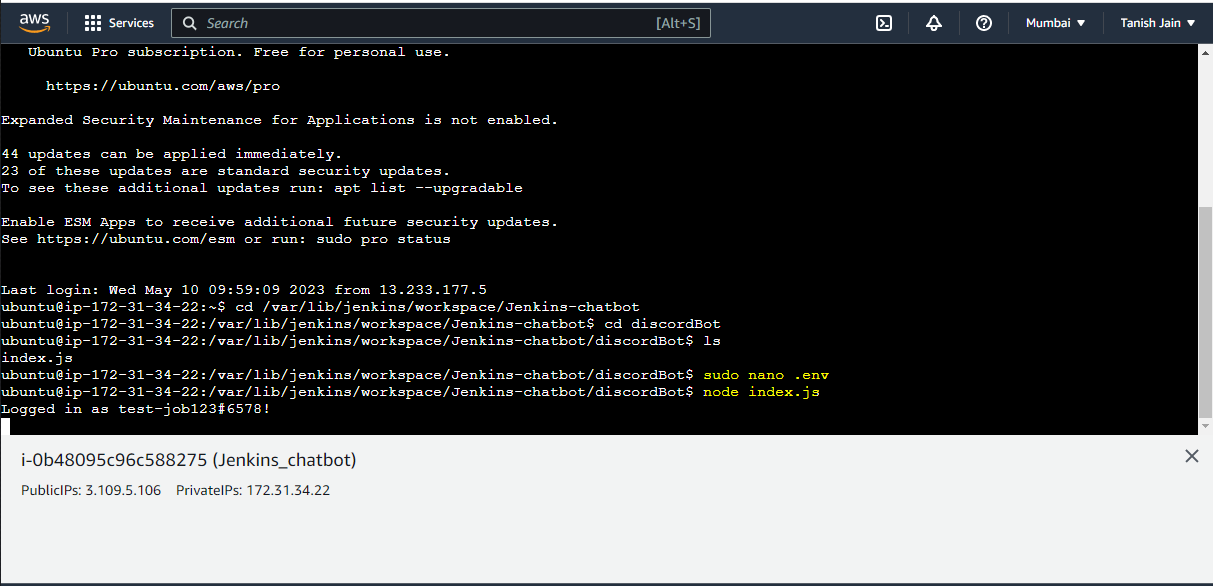 aws Services Search [Alt+S] Mumbai Tanish Jain
Ubuntu Pro subscription. Free for personal use.
https://ubuntu.com/aws/pro
Expanded Security Maintenance for Applications is not enabled.
44 updates can be applied immediately.
23 of these updates are standard security updates.
To see these additional updates run: apt list --upgradable
Enable ESM Apps to receive additional future security updates.
See https://ubuntu.com/esm or run: sudo pro status
Last login: Wed May 10 09:59:09 2023 from 13.233.177.5
ubuntu@ip-172-31-34-22:~$ cd /var/lib/jenkins/workspace/Jenkins-chatbot
ubuntu@ip-172-31-34-22:/var/lib/jenkins/workspace/Jenkins-chatbot$ cd discordBot
ubuntu@ip-172-31-34-22:/var/lib/jenkins/workspace/Jenkins-chatbot/discordBot$ ls
index.js
ubuntu@ip-172-31-34-22:/var/lib/jenkins/workspace/Jenkins-chatbot/discordBot$ sudo nano .env
ubuntu@ip-172-31-34-22:/var/lib/jenkins/workspace/Jenkins-chatbot/discordBot$ node index.js
Logged in as test-job123#6578!
i-0b48095c96c588275 (Jenkins_chatbot)
PublicIPs: 3.109.5.106 PrivateIPs: 172.31.34.22